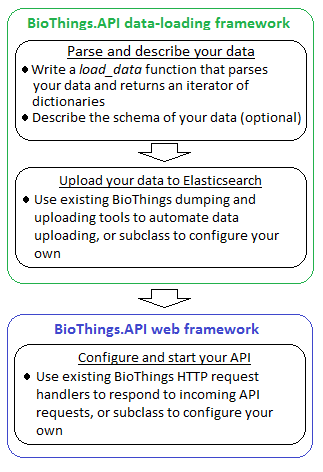 BioThings.API data-loading framework
Parse and describe your data
● Write a load_data function that parses
your data and returns an iterator of
dictionaries
● Describe the schema of your data (optional)
Upload your data to Elasticsearch
● Use existing BioThings dumping and
uploading tools to automate data
uploading, or subclass to configure your
own
BioThings.API web framework
Configure and start your API
● Use existing BioThings HTTP request
handlers to respond to incoming API
requests, or subclass to configure your
own